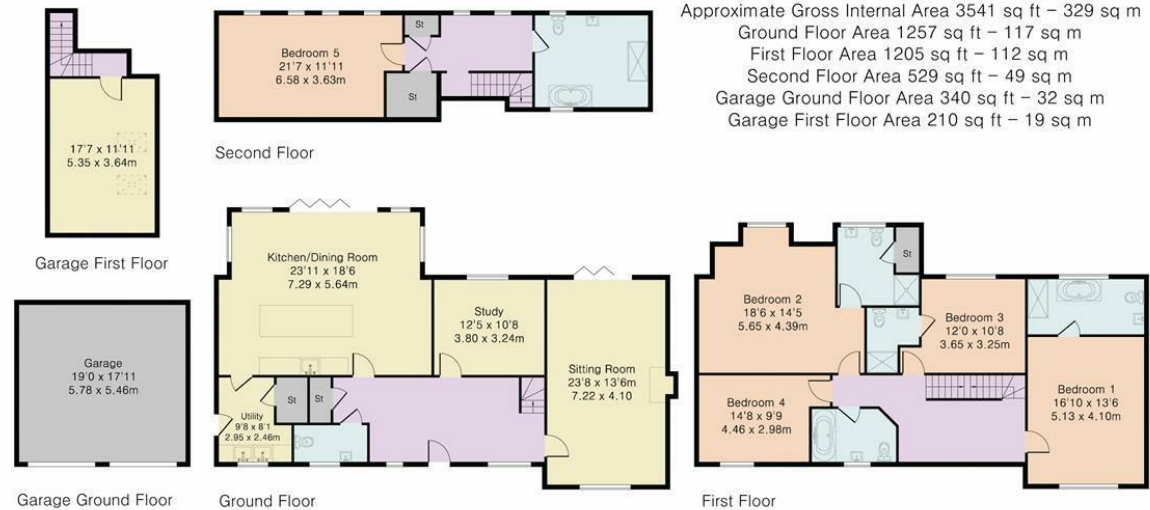 Approximate Gross Internal Area 3541 sq ft – 329 sq m
Ground Floor Area 1257 sq ft – 117 sq m
First Floor Area 1205 sq ft – 112 sq m
Second Floor Area 529 sq ft – 49 sq m
Garage Ground Floor Area 340 sq ft – 32 sq m
Garage First Floor Area 210 sq ft – 19 sq m
17'7 x 11'11
5.35 x 3.64m
Garage First Floor
Bedroom 5
21'7 x 11'11
6.58 x 3.63m
St
St
Second Floor
Garage
19'0 x 17'11
5.78 x 5.46m
Garage Ground Floor
Kitchen/Dining Room
23'11 x 18'6
7.29 x 5.64m
Study
12'5 x 10'8
3.80 x 3.24m
Sitting Room
23'8 x 13'6m
7.22 x 4.10
St
St
Utility
9'8 x 8'1
2.95 x 2.46m
Ground Floor
St
Bedroom 2
18'6 x 14'5
5.65 x 4.39m
Bedroom 3
12'0 x 10'8
3.65 x 3.25m
Bedroom 4
14'8 x 9'9
4.46 x 2.98m
Bedroom 1
16'10 x 13'6
5.13 x 4.10m
First Floor